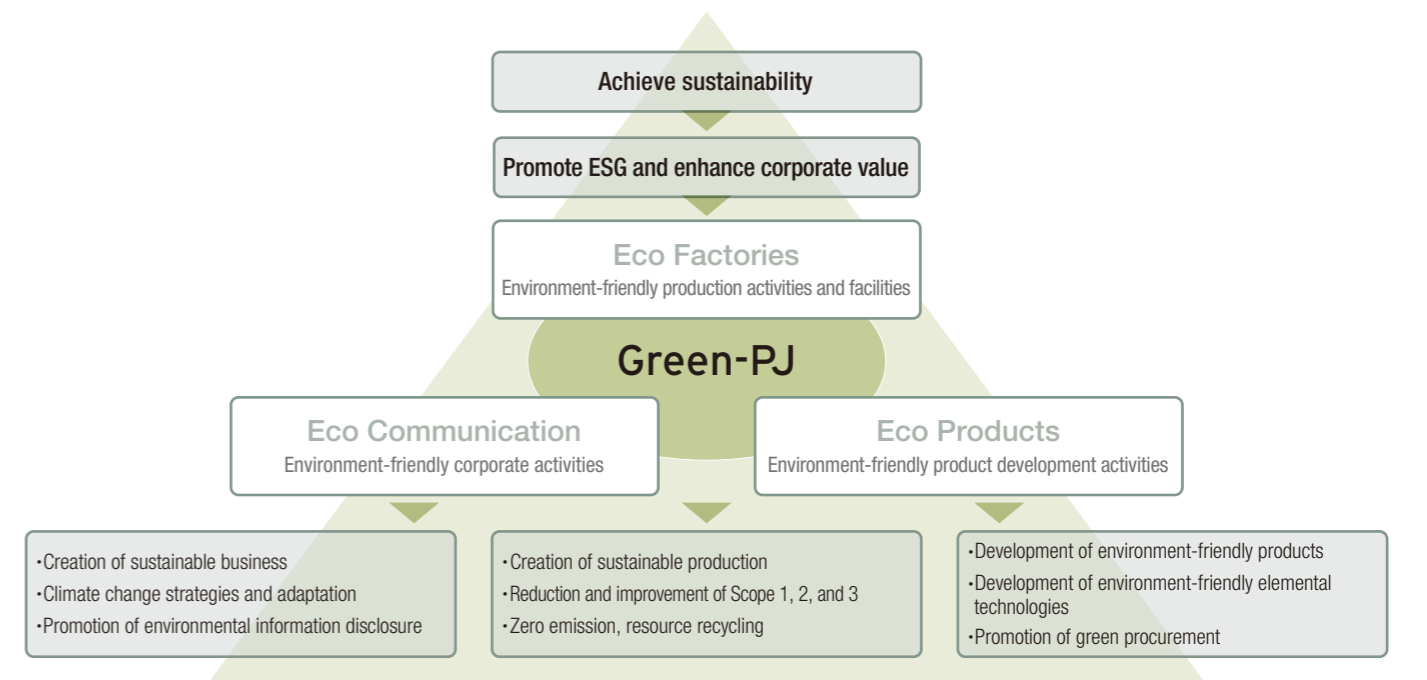 Achieve sustainability
Promote ESG and enhance corporate value
Eco Factories
Environment-friendly production activities and facilities
Green-PJ
Eco Communication
Environment-friendly corporate activities
Eco Products
Environment-friendly product development activities
・Creation of sustainable business
・Climate change strategies and adaptation
・Promotion of environmental information disclosure
・Creation of sustainable production
・Reduction and improvement of Scope 1, 2, and 3
・Zero emission, resource recycling
・Development of environment-friendly products
・Development of environment-friendly elemental
technologies
・Promotion of green procurement